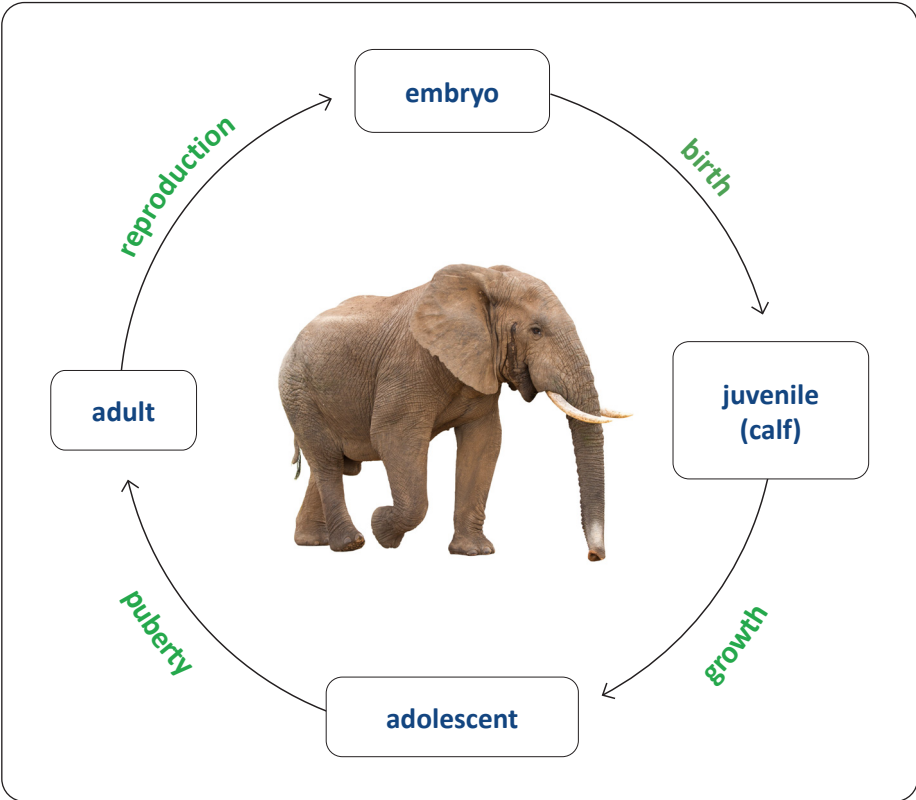 embryo
birth
juvenile
(calf)
growth
adolescent
puberty
adult
reproduction